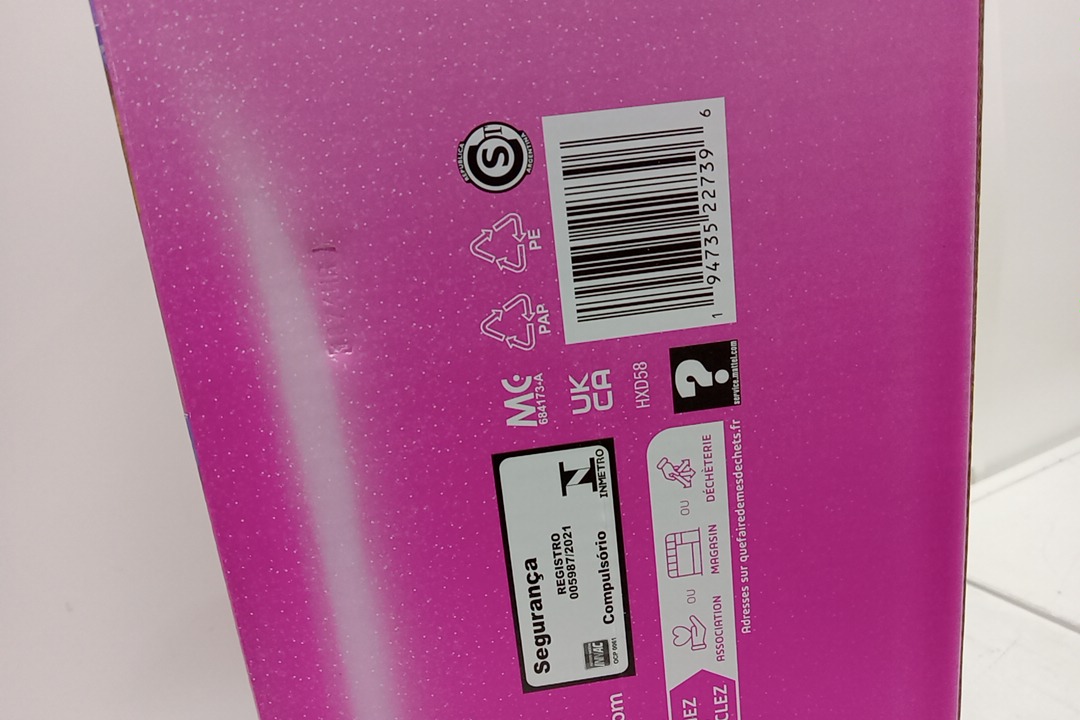 REPUBLICA
ARGENTINA
S
PE
PAP
1 94735 22739 6
MC
684173-A
UK
CA
HXD58
?
service.mattel.com
Segurança
REGISTRO
005987/2021
Compulsório
INMETRO
OCP 0061
ASSOCIATION
OU
MAGASIN
OU
DÉCHÈTERIE
Adresses sur quefairedemesdechets.fr